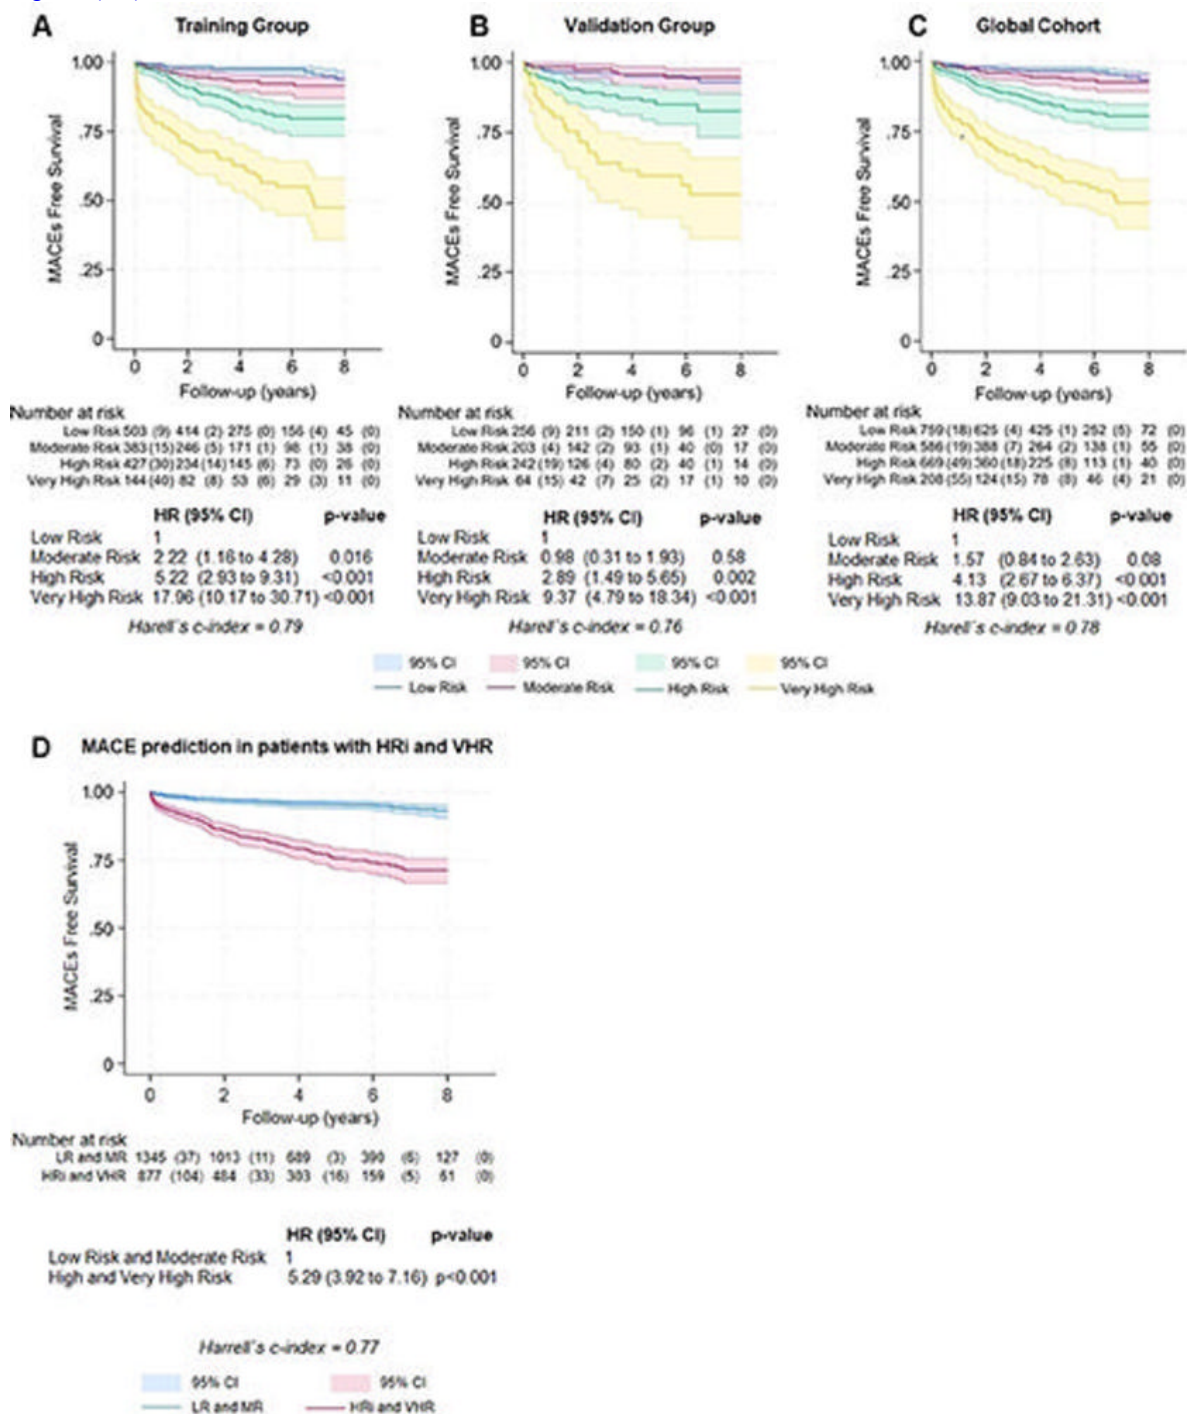 A Training Group
1.00
.75
.50
.25
0
MACEs Free Survival
0 2 4 6 8
Follow-up (years)
Number at risk
Low Risk 503 (9) 414 (2) 275 (0) 156 (4) 45 (0)
Moderate Risk 383 (15) 246 (5) 171 (1) 98 (1) 38 (0)
High Risk 427 (30) 234 (14) 145 (6) 73 (0) 26 (0)
Very High Risk 144 (40) 82 (8) 53 (6) 29 (3) 11 (0)
HR (95% CI) p-value
Low Risk 1
Moderate Risk 2.22 (1.16 to 4.28) 0.016
High Risk 5.22 (2.93 to 9.31) <0.001
Very High Risk 17.96 (10.17 to 30.71) <0.001
Harell´s c-index = 0.79
B Validation Group
1.00
.75
.50
.25
0
MACEs Free Survival
0 2 4 6 8
Follow-up (years)
Number at risk
Low Risk 256 (9) 211 (2) 150 (1) 96 (1) 27 (0)
Moderate Risk 203 (4) 142 (2) 93 (1) 40 (0) 17 (0)
High Risk 242 (19) 126 (4) 80 (2) 40 (1) 14 (0)
Very High Risk 64 (15) 42 (7) 25 (2) 17 (1) 10 (0)
HR (95% CI) p-value
Low Risk 1
Moderate Risk 0.98 (0.31 to 1.93) 0.58
High Risk 2.89 (1.49 to 5.65) 0.002
Very High Risk 9.37 (4.79 to 18.34) <0.001
Harell´s c-index = 0.76
C Global Cohort
1.00
.75
.50
.25
0
MACEs Free Survival
0 2 4 6 8
Follow-up (years)
Number at risk
Low Risk 759 (18) 625 (4) 425 (1) 252 (5) 72 (0)
Moderate Risk 586 (19) 388 (7) 264 (2) 138 (1) 55 (0)
High Risk 669 (49) 360 (18) 225 (8) 113 (1) 40 (0)
Very High Risk 208 (55) 124 (15) 78 (8) 46 (4) 21 (0)
HR (95% CI) p-value
Low Risk 1
Moderate Risk 1.57 (0.84 to 2.63) 0.08
High Risk 4.13 (2.67 to 6.37) <0.001
Very High Risk 13.87 (9.03 to 21.31) <0.001
Harell´s c-index = 0.78
95% CI 95% CI 95% CI 95% CI
Low Risk Moderate Risk High Risk Very High Risk
D MACE prediction in patients with HRi and VHR
1.00
.75
.50
.25
0
MACEs Free Survival
0 2 4 6 8
Follow-up (years)
Number at risk
LR and MR 1345 (37) 1013 (11) 689 (3) 390 (6) 127 (0)
HRi and VHR 877 (104) 484 (33) 303 (16) 159 (5) 61 (0)
HR (95% CI) p-value
Low Risk and Moderate Risk 1
High and Very High Risk 5.29 (3.92 to 7.16) p<0.001
Harrell´s c-index = 0.77
95% CI 95% CI
LR and MR HRi and VHR